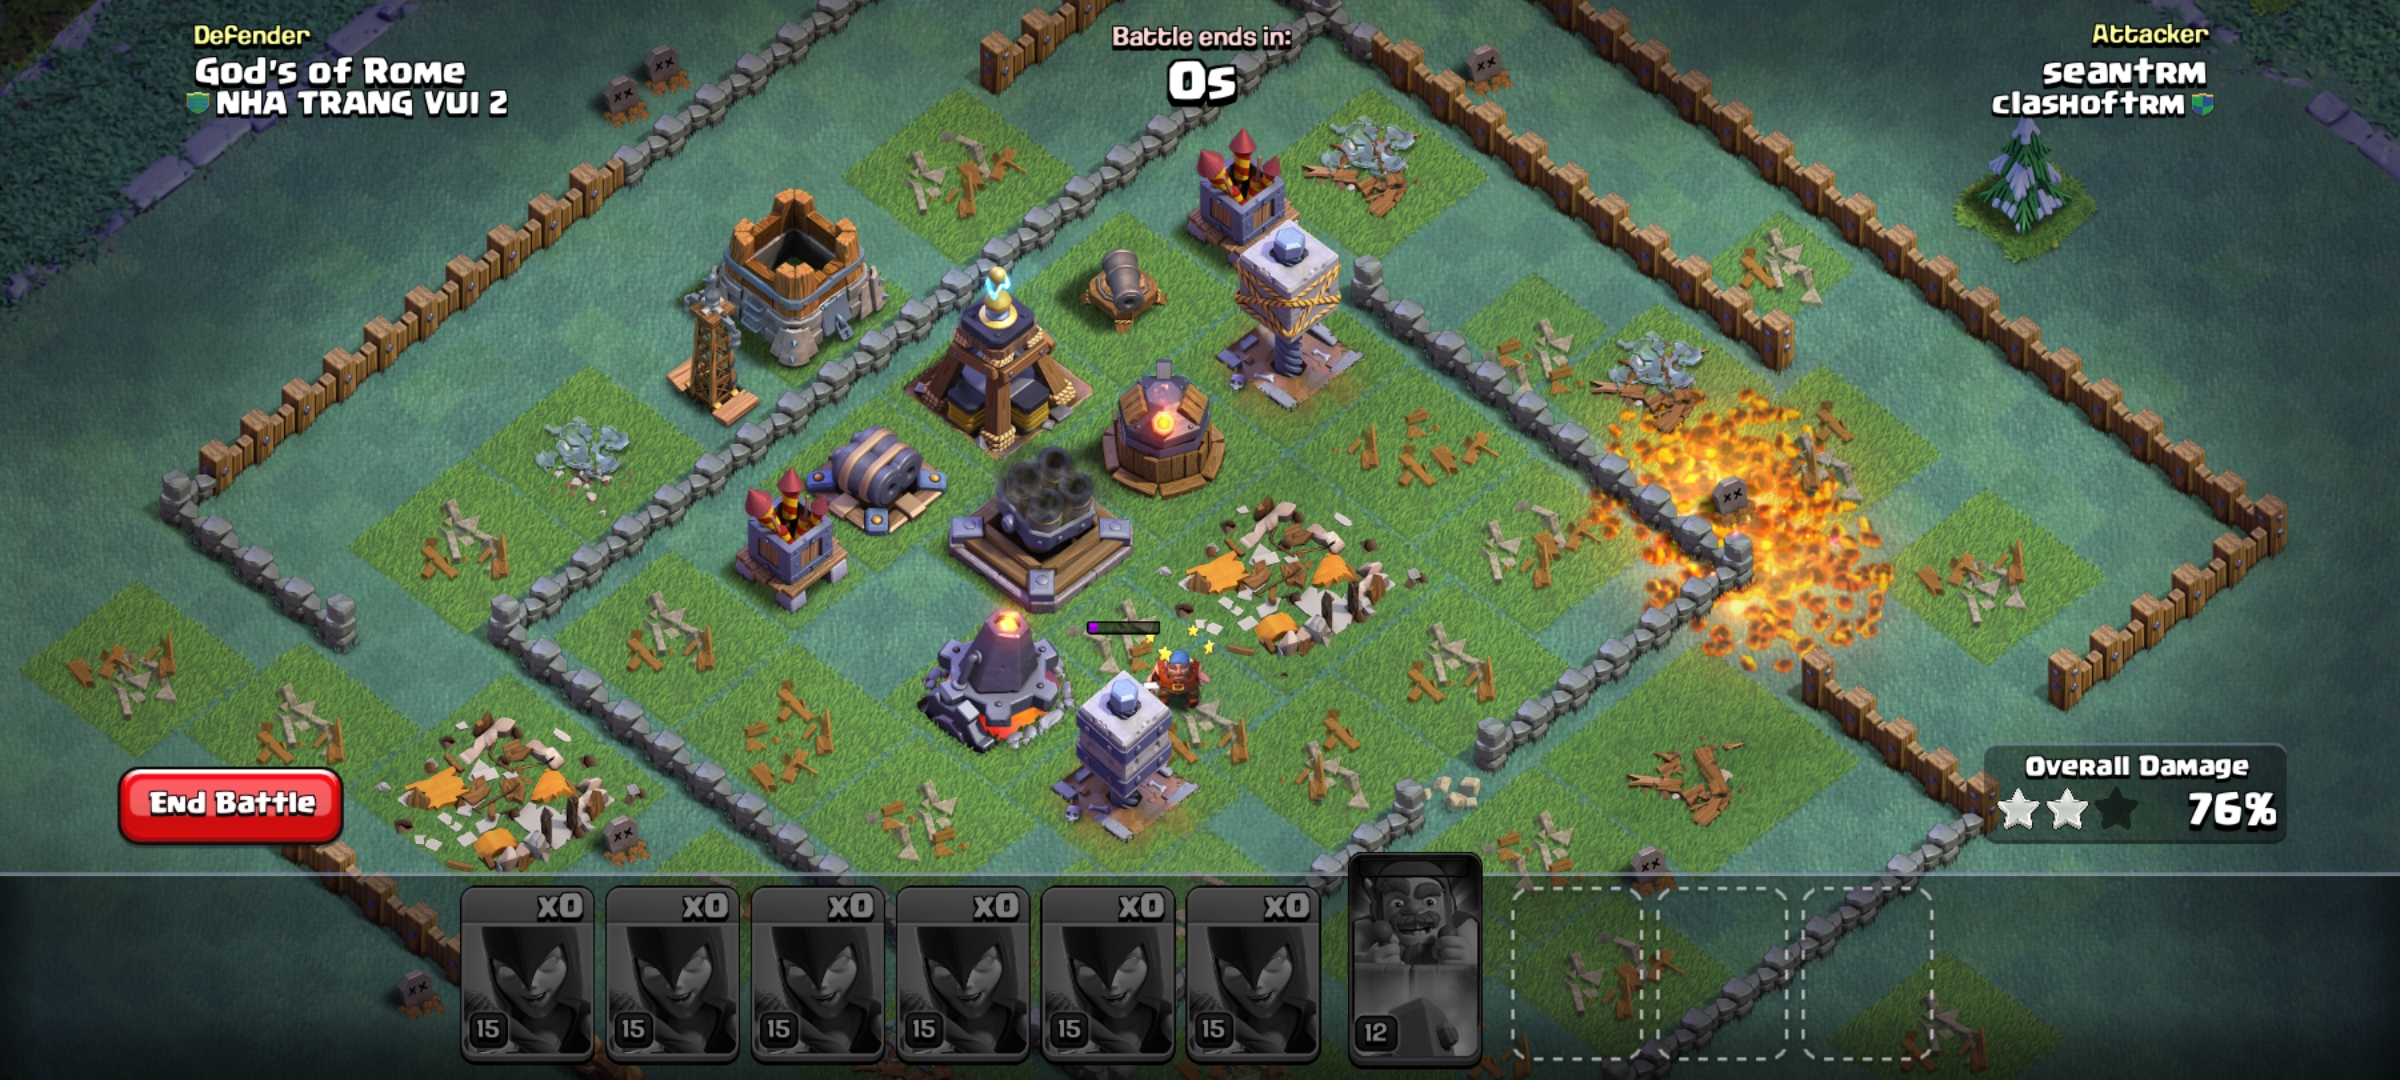 Defender
God's of Rome
NHA TRANG VUI 2
Battle ends in:
0s
Attacker
seantRM
clashoftRM
End Battle
Overall Damage
76%
x0
x0
x0
x0
x0
x0
15
15
15
15
15
15
12